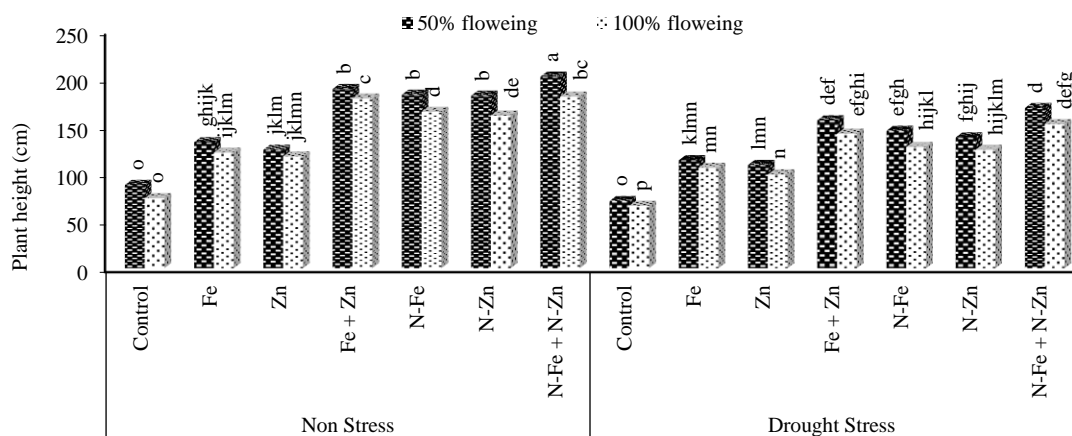 50% floweing 100% floweing
Plant height (cm)
250
200
150
100
50
0
o o ghijk ijklm jklm jklmn b c b d b de a bc o p klmn mn lmn n def efghi efgh hijkl fghij hijklm d defg
Control Fe Zn Fe + Zn N-Fe N-Zn N-Fe + N-Zn Control Fe Zn Fe + Zn N-Fe N-Zn N-Fe + N-Zn
Non Stress Drought Stress